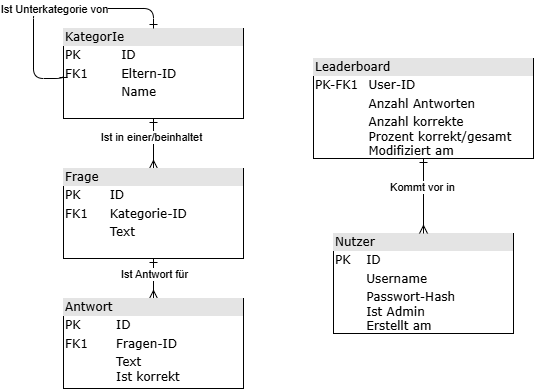 Ist Unterkategorie von
KategorIe
PK ID
FK1 Eltern-ID
Name
Ist in einer/beinhaltet
Frage
PK ID
FK1 Kategorie-ID
Text
Ist Antwort für
Antwort
PK ID
FK1 Fragen-ID
Text
Ist korrekt
Leaderboard
PK-FK1 User-ID
Anzahl Antworten
Anzahl korrekte
Prozent korrekt/gesamt
Modifiziert am
Kommt vor in
Nutzer
PK ID
Username
Passwort-Hash
Ist Admin
Erstellt am